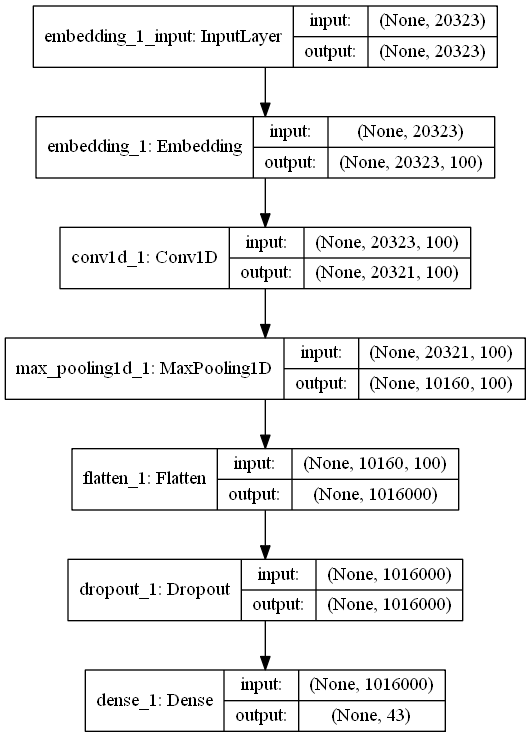 embedding_1_input: InputLayer
input: (None, 20323)
output: (None, 20323)
embedding_1: Embedding
input: (None, 20323)
output: (None, 20323, 100)
conv1d_1: Conv1D
input: (None, 20323, 100)
output: (None, 20321, 100)
max_pooling1d_1: MaxPooling1D
input: (None, 20321, 100)
output: (None, 10160, 100)
flatten_1: Flatten
input: (None, 10160, 100)
output: (None, 1016000)
dropout_1: Dropout
input: (None, 1016000)
output: (None, 1016000)
dense_1: Dense
input: (None, 1016000)
output: (None, 43)